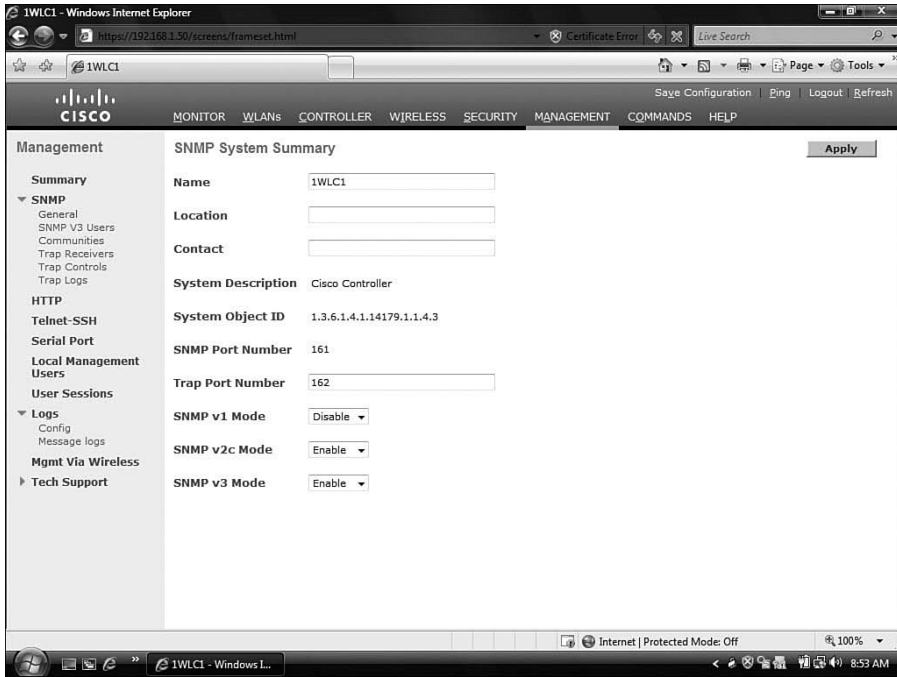 1WLC1 - Windows Internet Explorer
https://192.168.1.50/screens/frameset.html
Certificate Error
Live Search
1WLC1
Page
Tools
Save Configuration | Ping | Logout | Refresh
CISCO
MONITOR WLANs CONTROLLER WIRELESS SECURITY MANAGEMENT COMMANDS HELP
Management
Summary
SNMP
General
SNMP V3 Users
Communities
Trap Receivers
Trap Controls
Trap Logs
HTTP
Telnet-SSH
Serial Port
Local Management
Users
User Sessions
Logs
Config
Message logs
Mgmt Via Wireless
Tech Support
SNMP System Summary
Apply
Name 1WLC1
Location
Contact
System Description Cisco Controller
System Object ID 1.3.6.1.4.1.14179.1.1.4.3
SNMP Port Number 161
Trap Port Number 162
SNMP v1 Mode Disable
SNMP v2c Mode Enable
SNMP v3 Mode Enable
Internet | Protected Mode: Off
100%
1WLC1 - Windows I...
8:53 AM